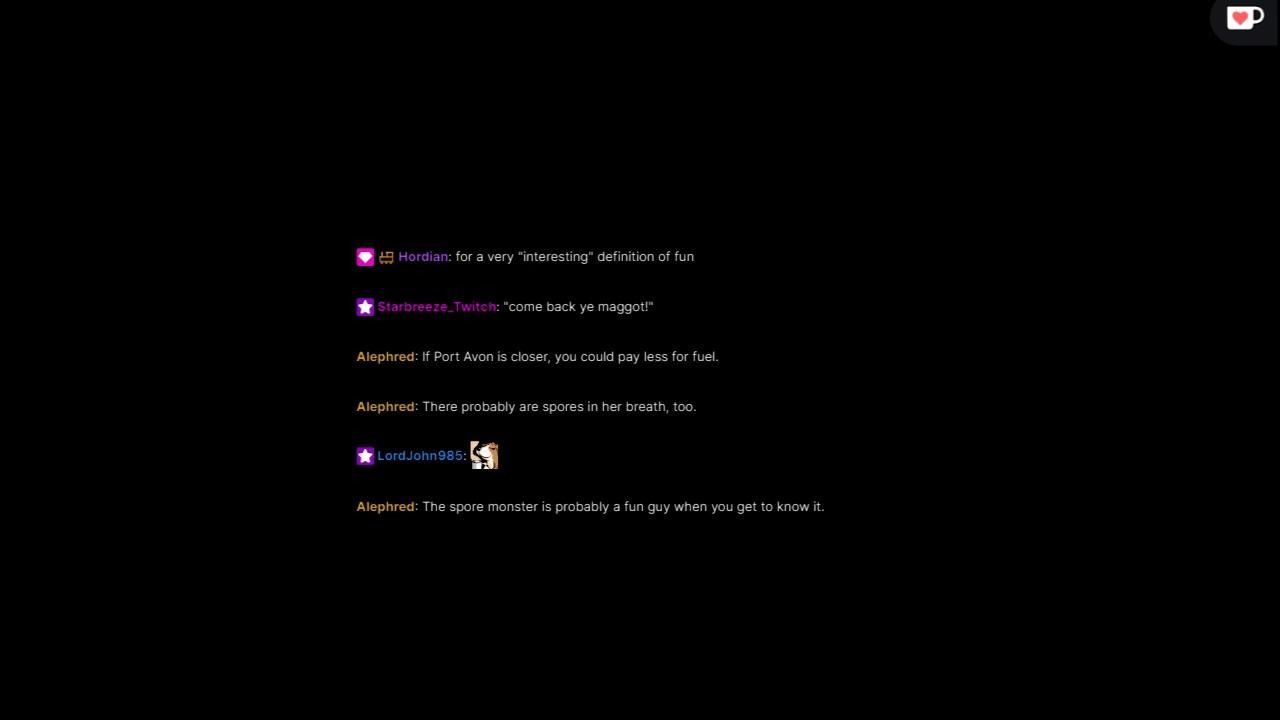 Hordian: for a very "interesting" definition of fun
Starbreeze_Twitch: "come back ye maggot!"
Alephred: If Port Avon is closer, you could pay less for fuel.
Alephred: There probably are spores in her breath, too.
LordJohn985:
Alephred: The spore monster is probably a fun guy when you get to know it.